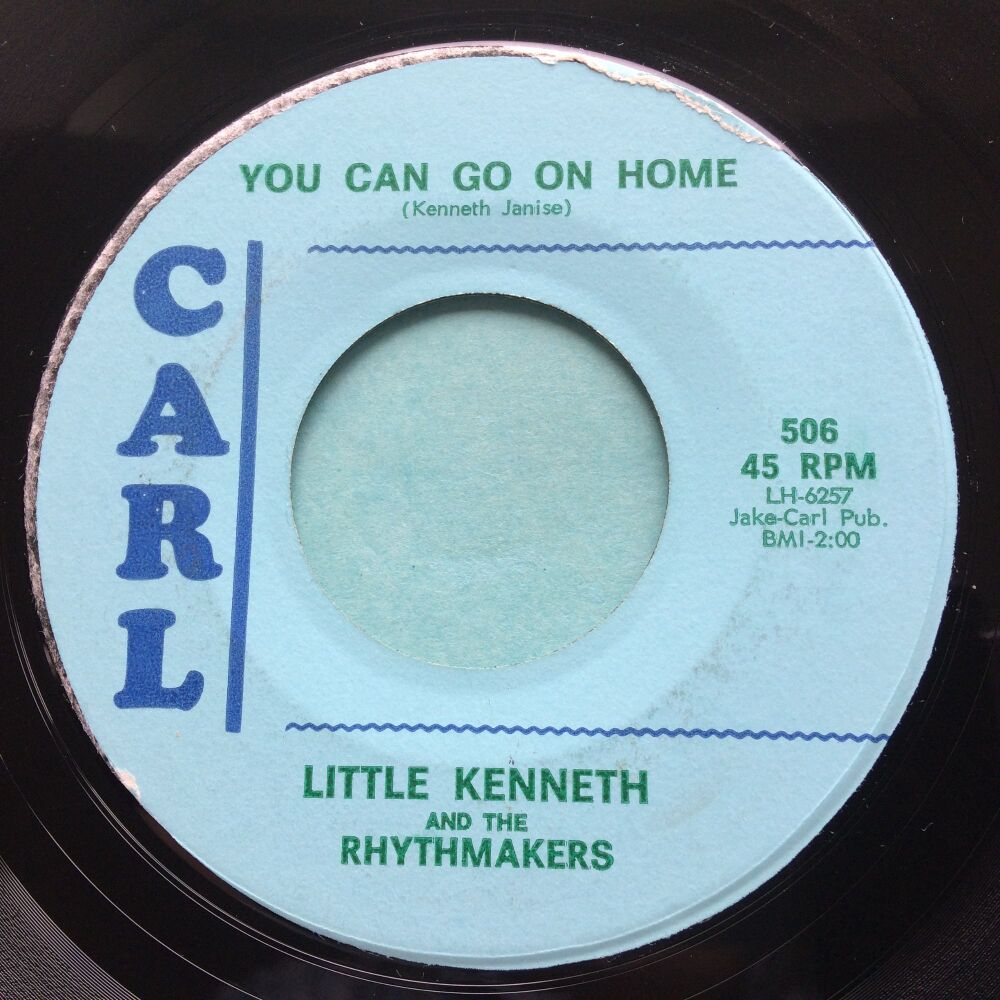 YOU CAN GO ON HOME
(Kenneth Janise)
CARL
506
45 RPM
LH-6257
Jake-Carl Pub.
BMI-2:00
LITTLE KENNETH
AND THE
RHYTHMAKERS